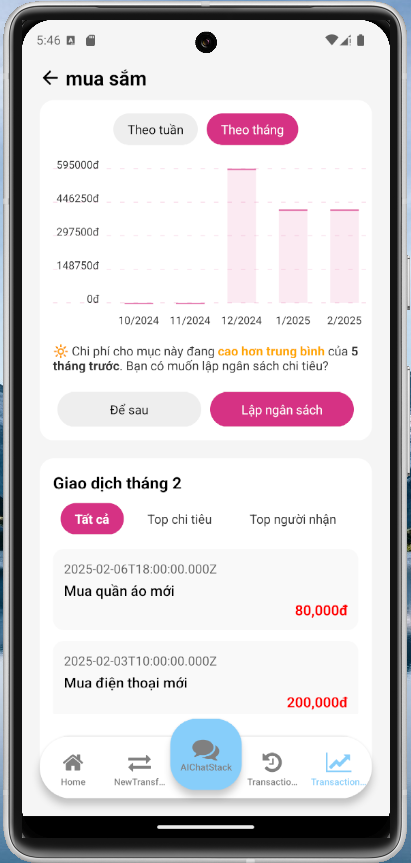 5:46
← mua sắm
Theo tuần Theo tháng
595000đ
446250đ
297500đ
148750đ
0đ
10/2024 11/2024 12/2024 1/2025 2/2025
Chi phí cho mục này đang cao hơn trung bình của 5
tháng trước. Bạn có muốn lập ngân sách chi tiêu?
Để sau Lập ngân sách
Giao dịch tháng 2
Tất cả Top chi tiêu Top người nhận
2025-02-06T18:00:00.000Z
Mua quần áo mới
80,000đ
2025-02-03T10:00:00.000Z
Mua điện thoại mới
200,000đ
Home NewTransf... AIChatStack Transactio... Transaction...